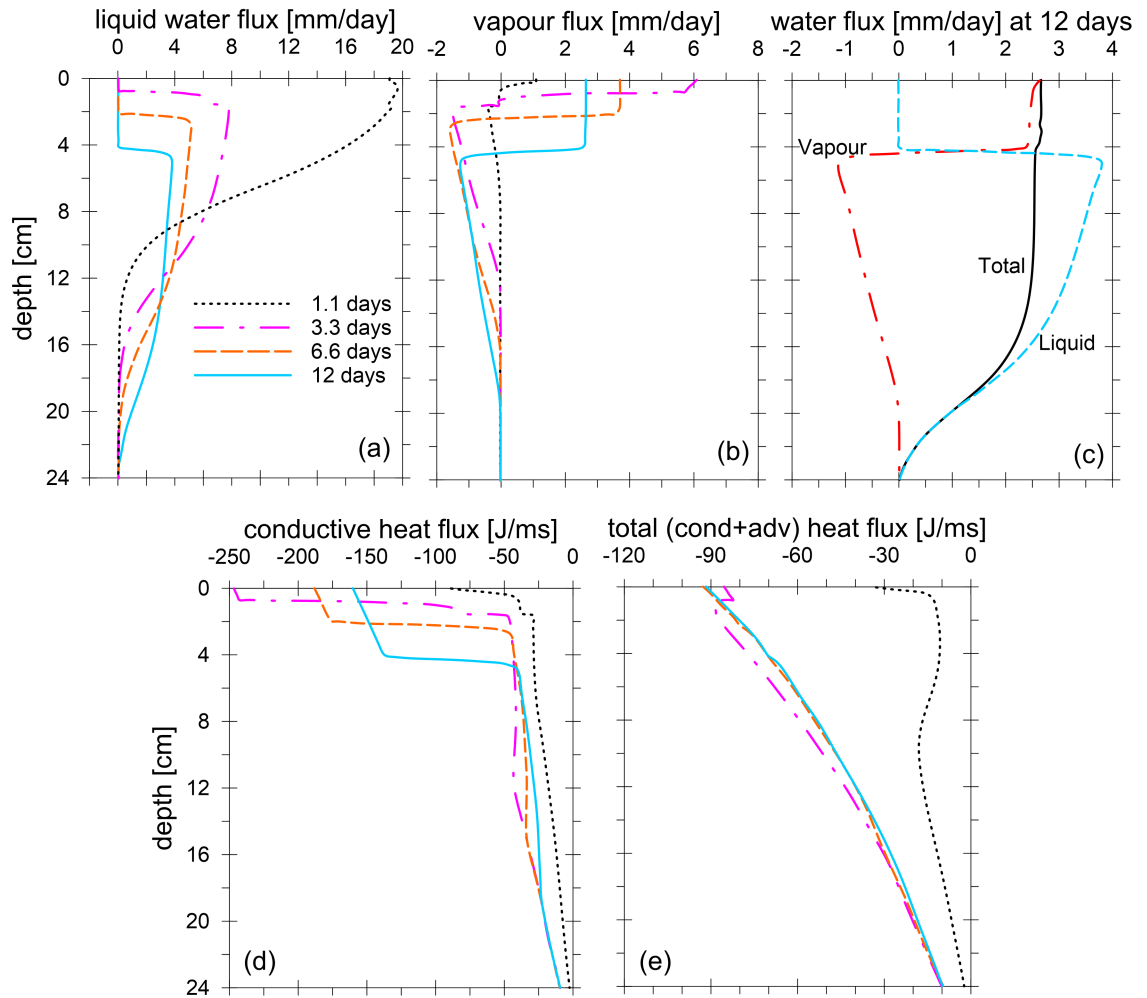 liquid water flux [mm/day]
0 4 8 12 16 20
vapour flux [mm/day]
-2 0 2 4 6 8
water flux [mm/day] at 12 days
-2 -1 0 1 2 3 4
0
4
8
12
16
20
24
depth [cm]
1.1 days
3.3 days
6.6 days
12 days
(a)
(b)
Vapour
Total
Liquid
(c)
conductive heat flux [J/ms]
-250 -200 -150 -100 -50 0
total (cond+adv) heat flux [J/ms]
-120 -90 -60 -30 0
0
4
8
12
16
20
24
depth [cm]
(d)
(e)